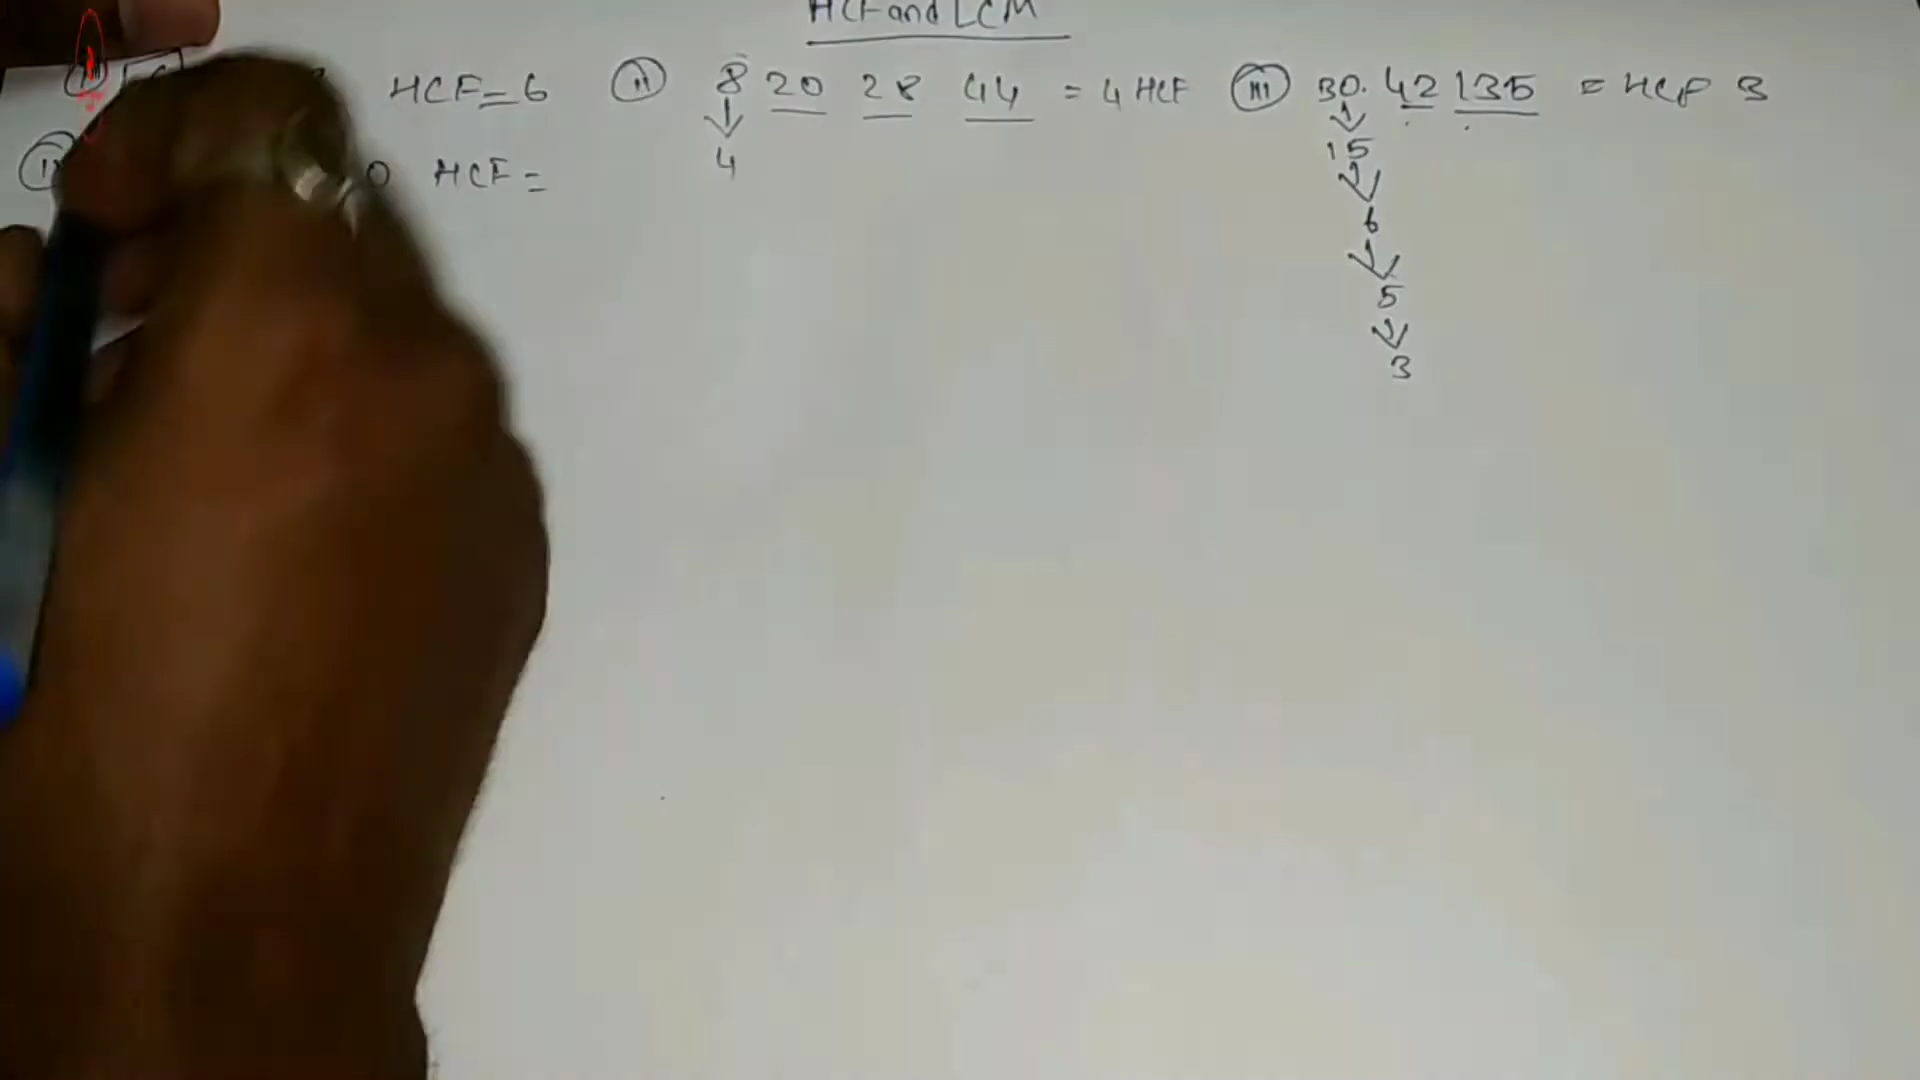 HCF and LCM
HCF = 6 (ii) 8 20 28 44 = 4 HCF (iii) 30. 42 135 = HCF 3
4
15
0 HCF =
6
5
3